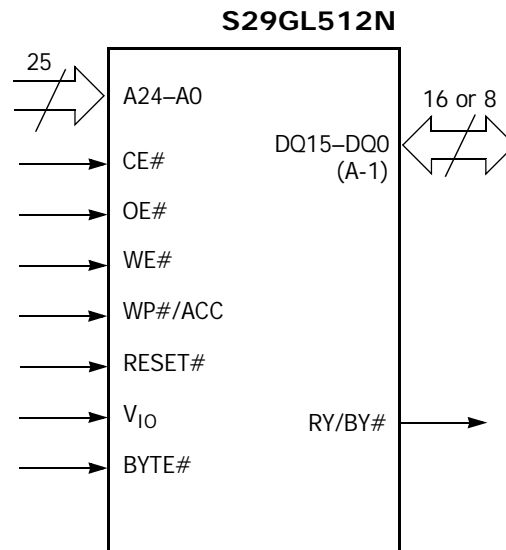 S29GL512N
25
A24–A0
16 or 8
DQ15–DQ0
(A-1)
CE#
OE#
WE#
WP#/ACC
RESET#
VIO
RY/BY#
BYTE#